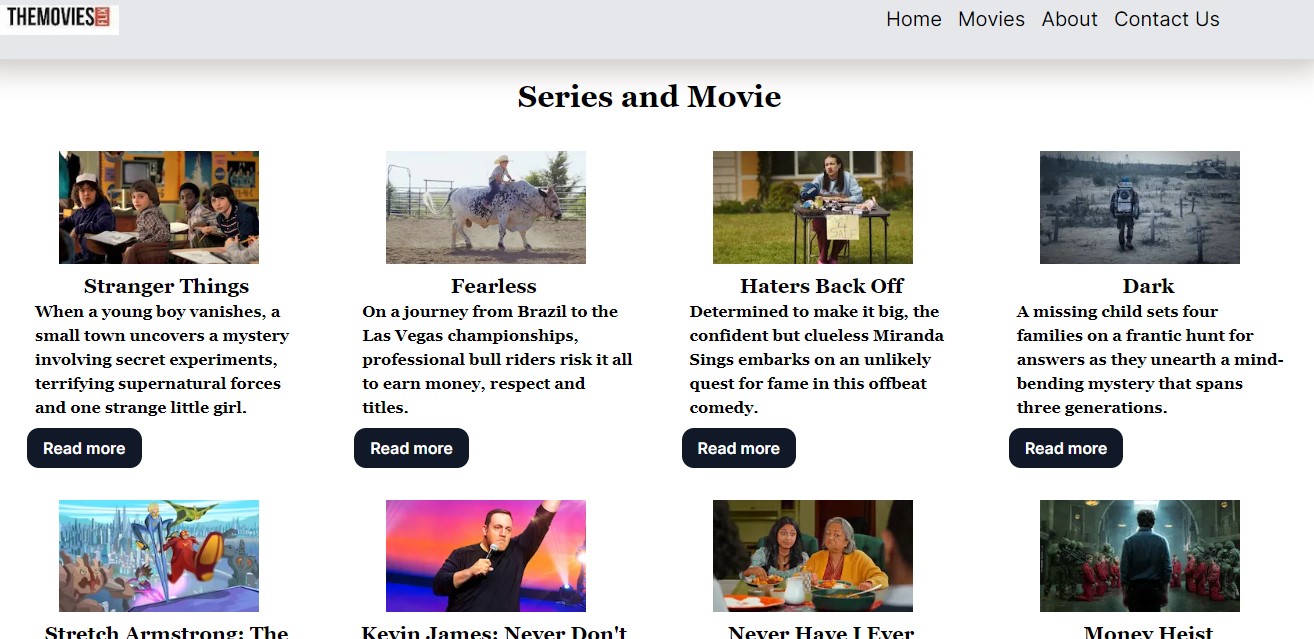 THEMOVIESFLIX
Home Movies About Contact Us
Series and Movie
Stranger Things
When a young boy vanishes, a
small town uncovers a mystery
involving secret experiments,
terrifying supernatural forces
and one strange little girl.
Read more
Fearless
On a journey from Brazil to the
Las Vegas championships,
professional bull riders risk it all
to earn money, respect and
titles.
Read more
SALE
Haters Back Off
Determined to make it big, the
confident but clueless Miranda
Sings embarks on an unlikely
quest for fame in this offbeat
comedy.
Read more
Dark
A missing child sets four
families on a frantic hunt for
answers as they unearth a mind-
bending mystery that spans
three generations.
Read more
Stretch Armstrong: The
Kevin James: Never Don't
Never Have I Ever
Money Heist